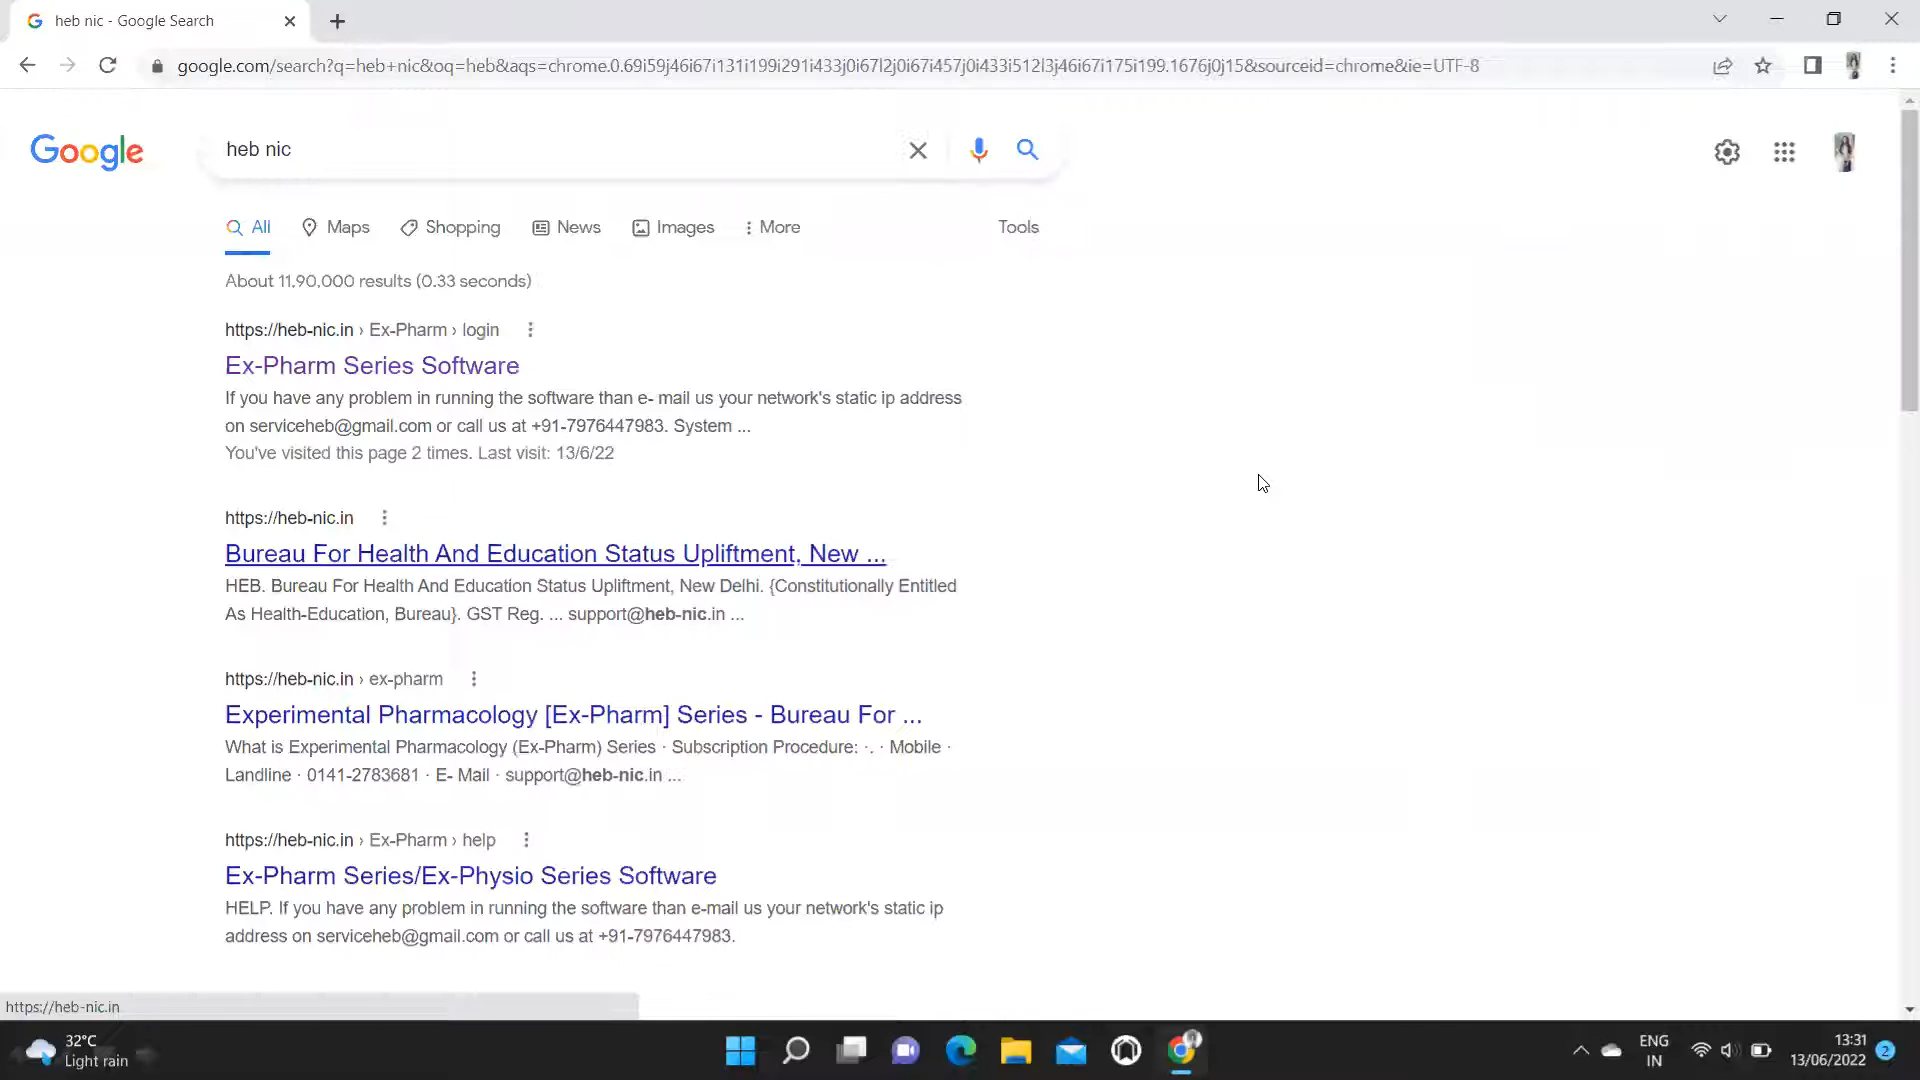 heb nic - Google Search
google.com/search?q=heb+nic&oq=heb&aqs=chrome.0.69i59j46i67i131i199i291i433j0i67l2j0i67i457j0i433i512l3j46i67i175i199.1676j0j15&sourceid=chrome&ie=UTF-8
Google
heb nic
All
Maps
Shopping
News
Images
More
Tools
About 11,90,000 results (0.33 seconds)
https://heb-nic.in › Ex-Pharm › login
Ex-Pharm Series Software
If you have any problem in running the software than e- mail us your network's static ip address
on serviceheb@gmail.com or call us at +91-7976447983. System ...
You've visited this page 2 times. Last visit: 13/6/22
https://heb-nic.in
Bureau For Health And Education Status Upliftment, New ...
HEB. Bureau For Health And Education Status Upliftment, New Delhi. {Constitutionally Entitled
As Health-Education, Bureau}. GST Reg. ... support@heb-nic.in ...
https://heb-nic.in › ex-pharm
Experimental Pharmacology [Ex-Pharm] Series - Bureau For ...
What is Experimental Pharmacology (Ex-Pharm) Series · Subscription Procedure: ·. · Mobile ·
Landline · 0141-2783681 · E- Mail · support@heb-nic.in ...
https://heb-nic.in › Ex-Pharm › help
Ex-Pharm Series/Ex-Physio Series Software
HELP. If you have any problem in running the software than e-mail us your network's static ip
address on serviceheb@gmail.com or call us at +91-7976447983.
https://heb-nic.in
32°C
Light rain
ENG
IN
13:31
13/06/2022
2